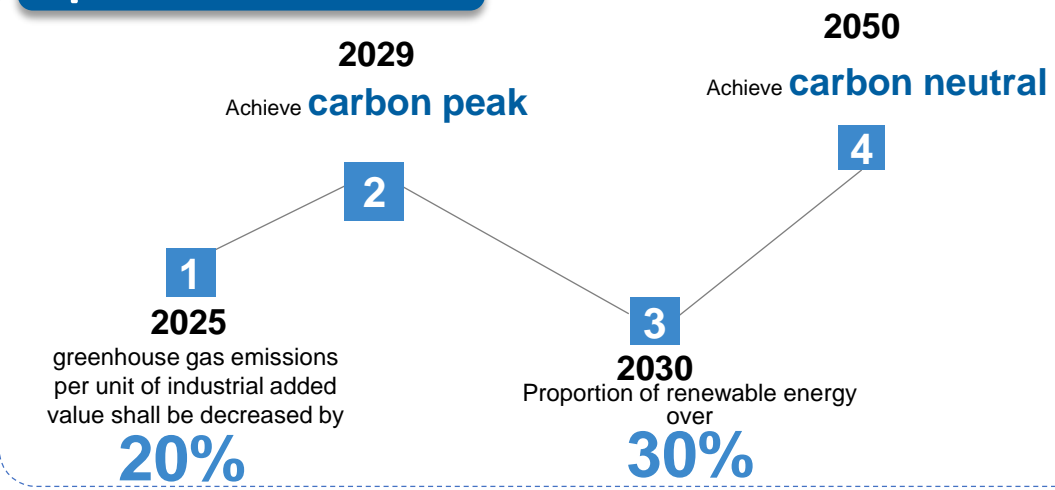 2029
Achieve carbon peak
2050
Achieve carbon neutral
2
4
1
2025
greenhouse gas emissions
per unit of industrial added
value shall be decreased by
20%
3
2030
Proportion of renewable energy
over
30%